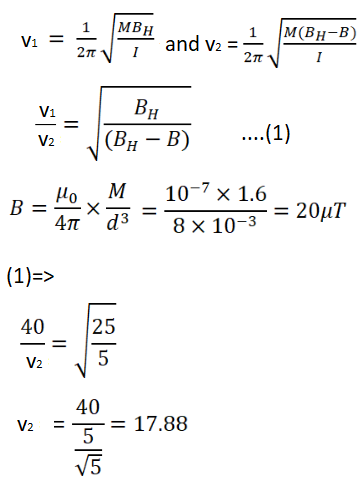 v₁ = 1/2π √(MB_H/I) and v₂ = 1/2π √(M(B_H−B)/I)
v₁/v₂ = √(B_H/(B_H − B)) ....(1)
B = μ₀/4π × M/d³ = (10⁻⁷ × 1.6)/(8 × 10⁻³) = 20μT
(1)=>
40/v₂ = √(25/5)
v₂ = 40/(5/√5) = 17.88